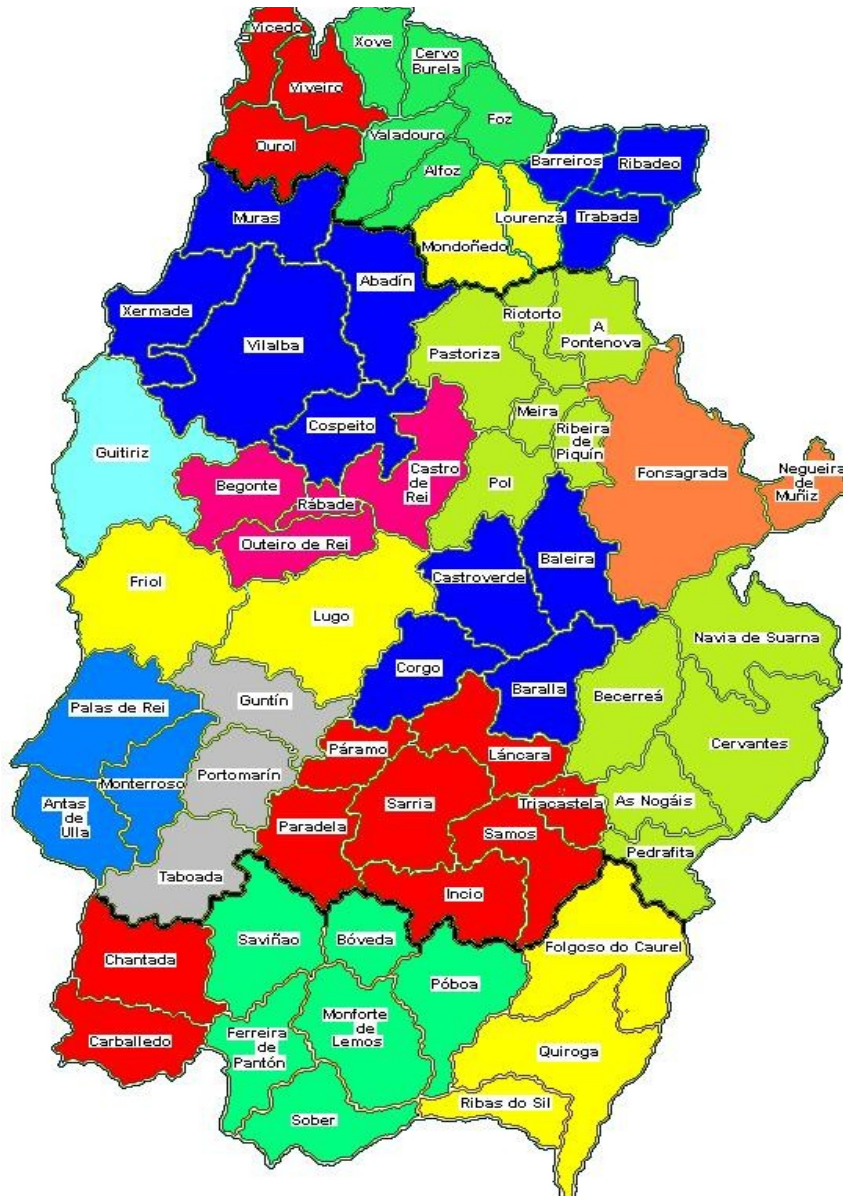 Vicedo
Xove
Cervo
Burela
Viveiro
Foz
Ourol
Valadouro
Alfoz
Barreiros
Ribadeo
Muras
Lourenzá
Trabada
Mondoñedo
Abadín
Xermade
Vilalba
Riotorto
A
Pontenova
Pastoriza
Meira
Cospeito
Ribeira
de
Piquín
Guitiriz
Castro
de
Rei
Fonsagrada
Negueira
de
Muñiz
Begonte
Pol
Rábade
Outeiro de Rei
Baleira
Friol
Castroverde
Lugo
Navia de Suarna
Corgo
Baralla
Becerreá
Guntín
Palas de Rei
Páramo
Láncara
Cervantes
Portomarín
Monterroso
Sarria
Triacastela
As Nogáis
Antas
de
Ulla
Paradela
Samos
Pedrafita
Taboada
Incio
Saviñao
Bóveda
Folgoso do Caurel
Chantada
Póboa
Monforte
de
Lemos
Ferreira
de
Pantón
Carballedo
Quiroga
Ribas do Sil
Sober